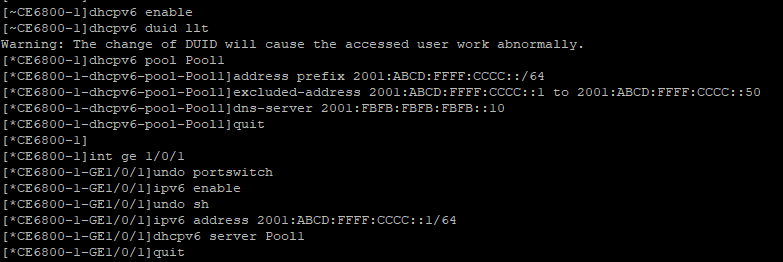 [~CE6800-1]dhcpv6 enable
[~CE6800-1]dhcpv6 duid llt
Warning: The change of DUID will cause the accessed user work abnormally.
[*CE6800-1]dhcpv6 pool Pool1
[*CE6800-1-dhcpv6-pool-Pool1]address prefix 2001:ABCD:FFFF:CCCC::/64
[*CE6800-1-dhcpv6-pool-Pool1]excluded-address 2001:ABCD:FFFF:CCCC::1 to 2001:ABCD:FFFF:CCCC::50
[*CE6800-1-dhcpv6-pool-Pool1]dns-server 2001:FBFB:FBFB:FBFB::10
[*CE6800-1-dhcpv6-pool-Pool1]quit
[*CE6800-1]
[*CE6800-1]int ge 1/0/1
[*CE6800-1-GE1/0/1]undo portswitch
[*CE6800-1-GE1/0/1]ipv6 enable
[*CE6800-1-GE1/0/1]undo sh
[*CE6800-1-GE1/0/1]ipv6 address 2001:ABCD:FFFF:CCCC::1/64
[*CE6800-1-GE1/0/1]dhcpv6 server Pool1
[*CE6800-1-GE1/0/1]quit